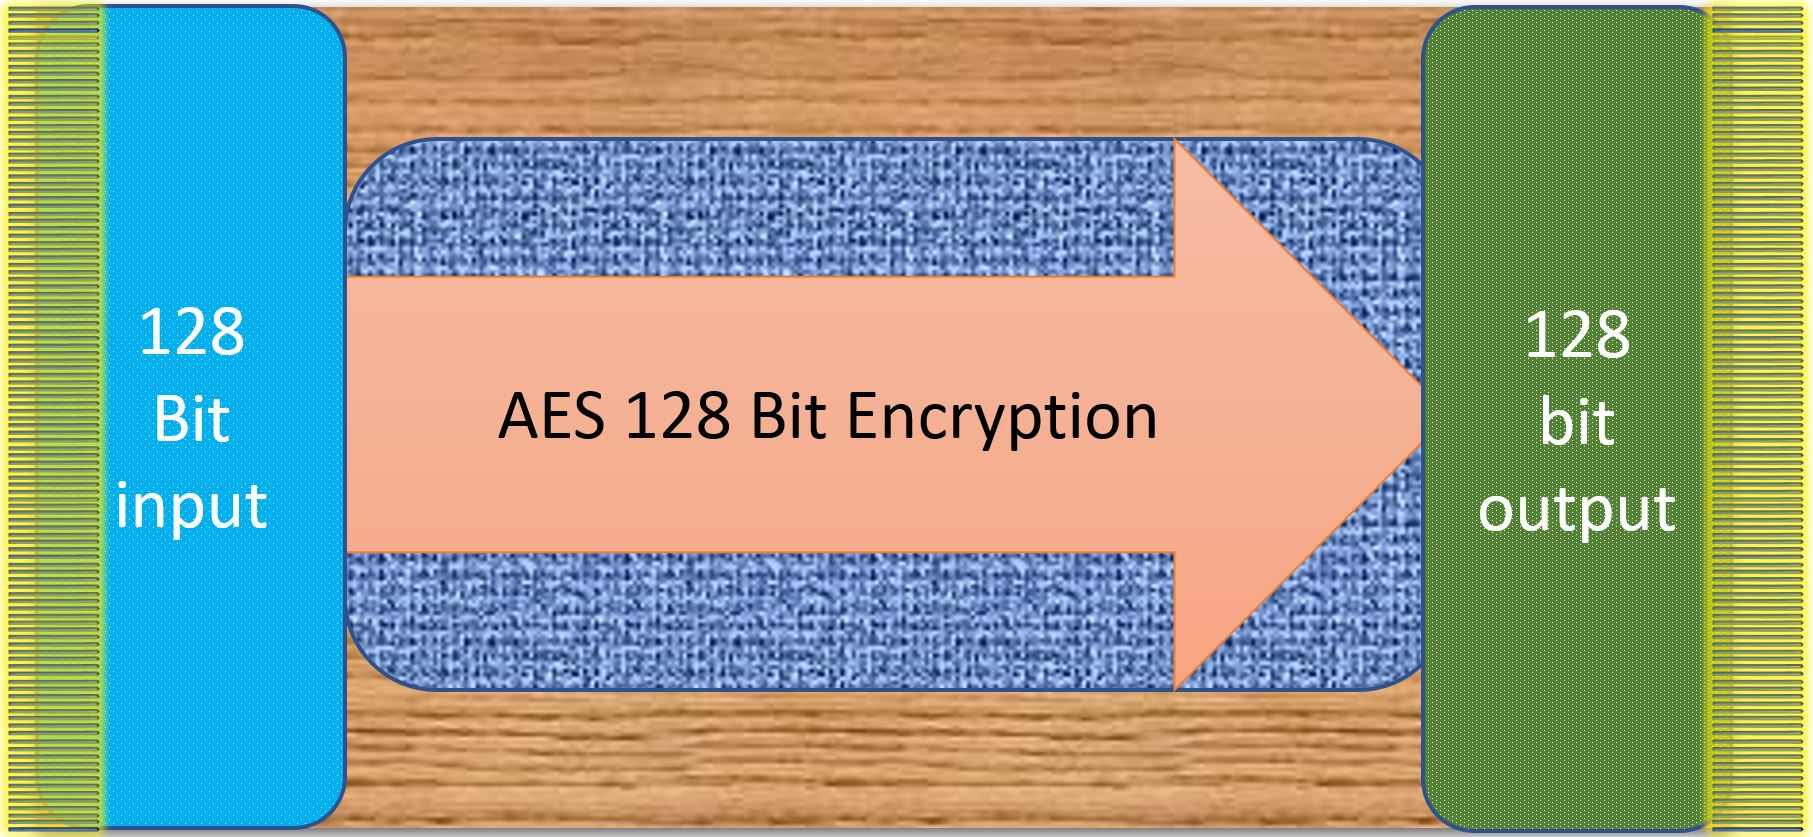 128
Bit
input
AES 128 Bit Encryption
128
bit
output